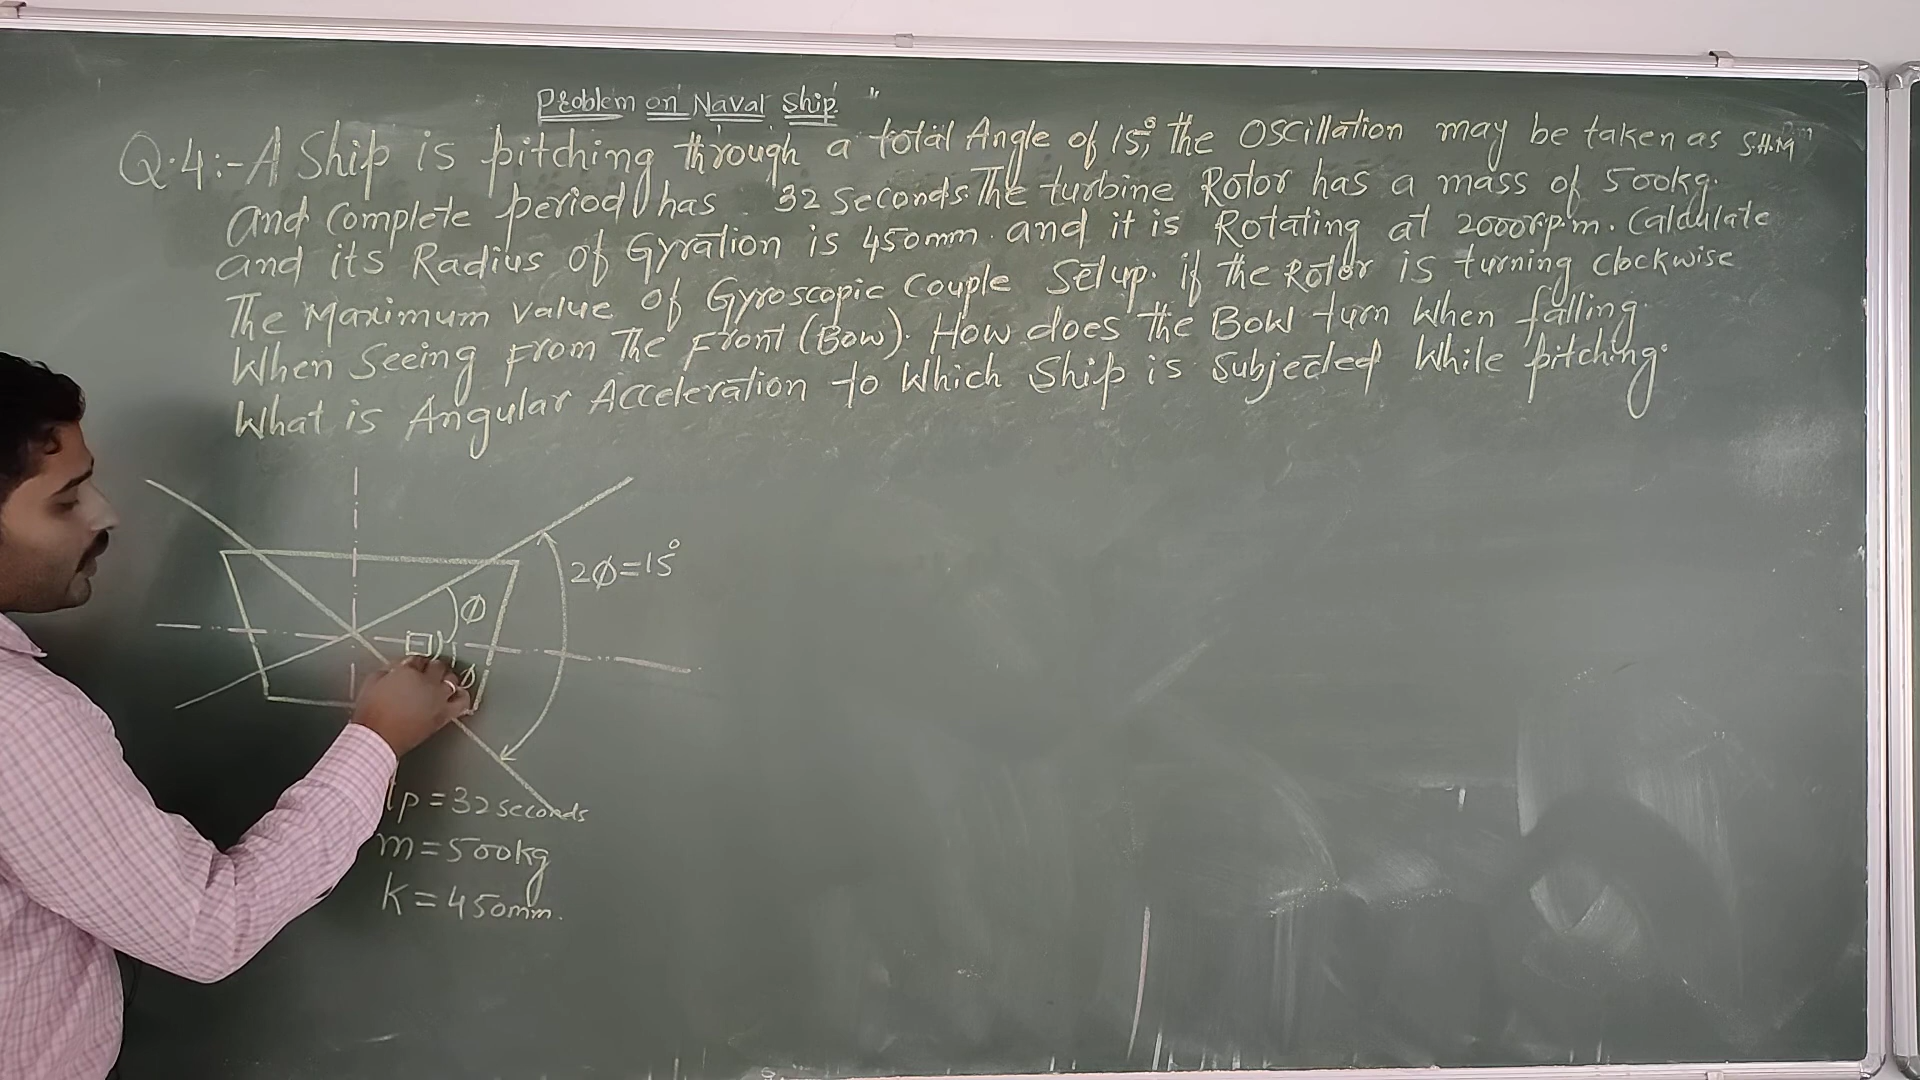 Problem on Naval Ship "
Q.4:- A Ship is pitching through a total Angle of 15°, the Oscillation may be taken as S.H.M
and Complete period has 32 Seconds. The turbine Rotor has a mass of 500kg.
and its Radius of Gyration is 450mm. and it is Rotating at 2000r.p.m. Calculate
The Maximum value of Gyroscopic Couple Setup. if The Rotor is turning Clockwise
When Seeing From The Front (Bow). How does the Bow turn When falling.
What is Angular Acceleration to Which Ship is Subjected While pitching.
2Ø=15°
Ø
Ø
tp=32 seconds
m=500kg
K=450mm.